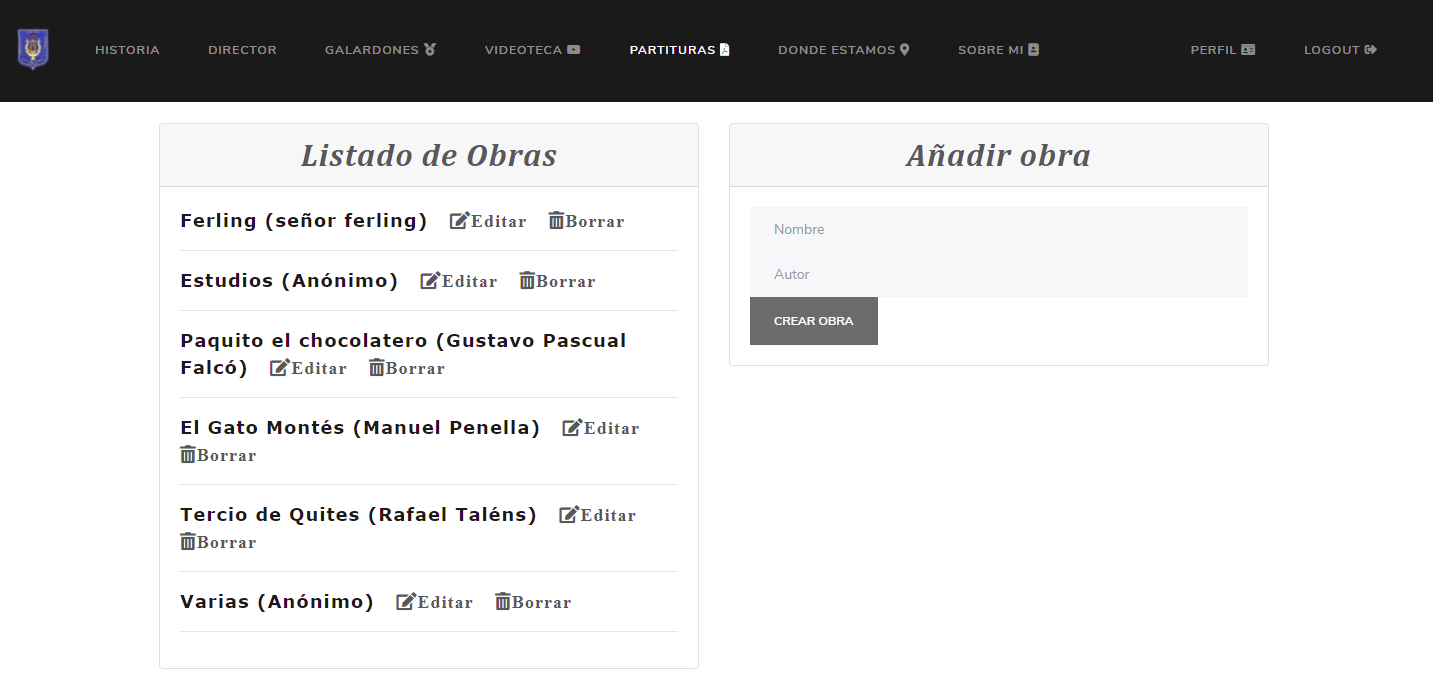 HISTORIA DIRECTOR GALARDONES VIDEOTECA PARTITURAS DONDE ESTAMOS SOBRE MI PERFIL LOGOUT
Listado de Obras
Ferling (señor ferling) Editar Borrar
Estudios (Anónimo) Editar Borrar
Paquito el chocolatero (Gustavo Pascual
Falcó) Editar Borrar
El Gato Montés (Manuel Penella) Editar
Borrar
Tercio de Quites (Rafael Taléns) Editar
Borrar
Varias (Anónimo) Editar Borrar
Añadir obra
Nombre
Autor
CREAR OBRA